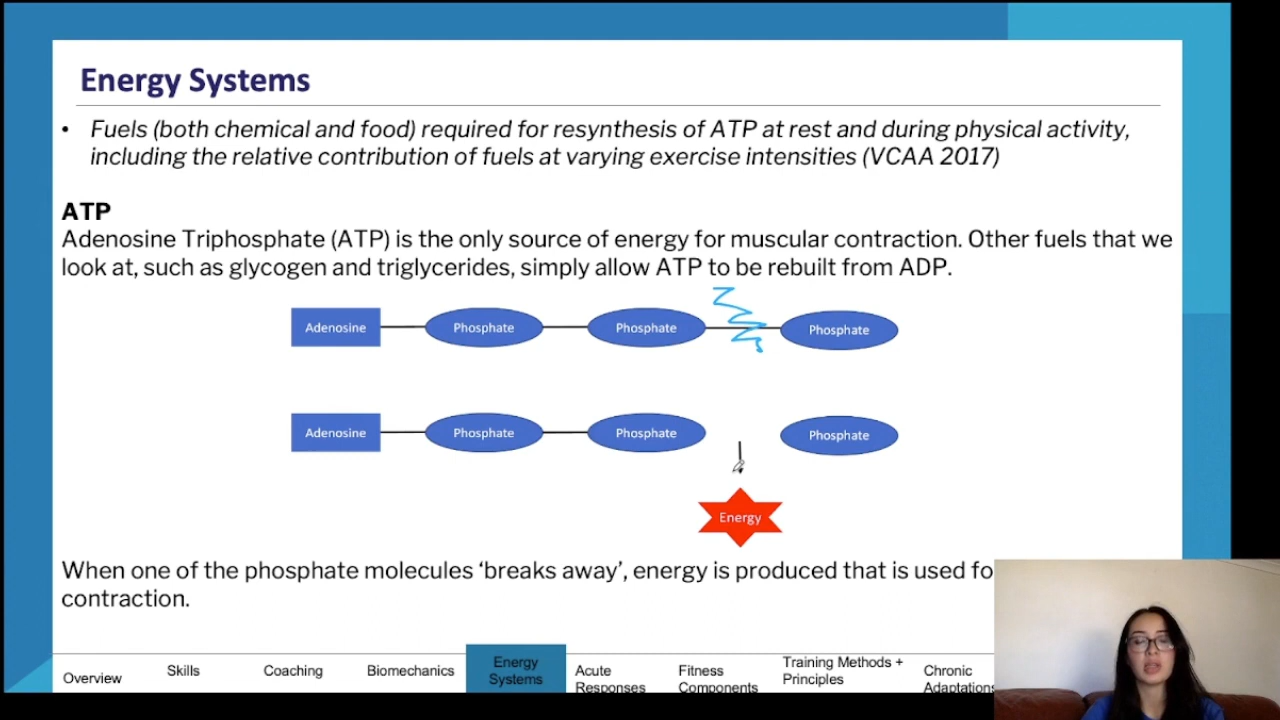 Energy Systems
• Fuels (both chemical and food) required for resynthesis of ATP at rest and during physical activity,
including the relative contribution of fuels at varying exercise intensities (VCAA 2017)
ATP
Adenosine Triphosphate (ATP) is the only source of energy for muscular contraction. Other fuels that we
look at, such as glycogen and triglycerides, simply allow ATP to be rebuilt from ADP.
Adenosine Phosphate Phosphate Phosphate
Adenosine Phosphate Phosphate Phosphate
Energy
When one of the phosphate molecules ‘breaks away’, energy is produced that is used fo
contraction.
Overview Skills Coaching Biomechanics Energy Systems Acute Responses Fitness Components Training Methods + Principles Chronic Adaptations